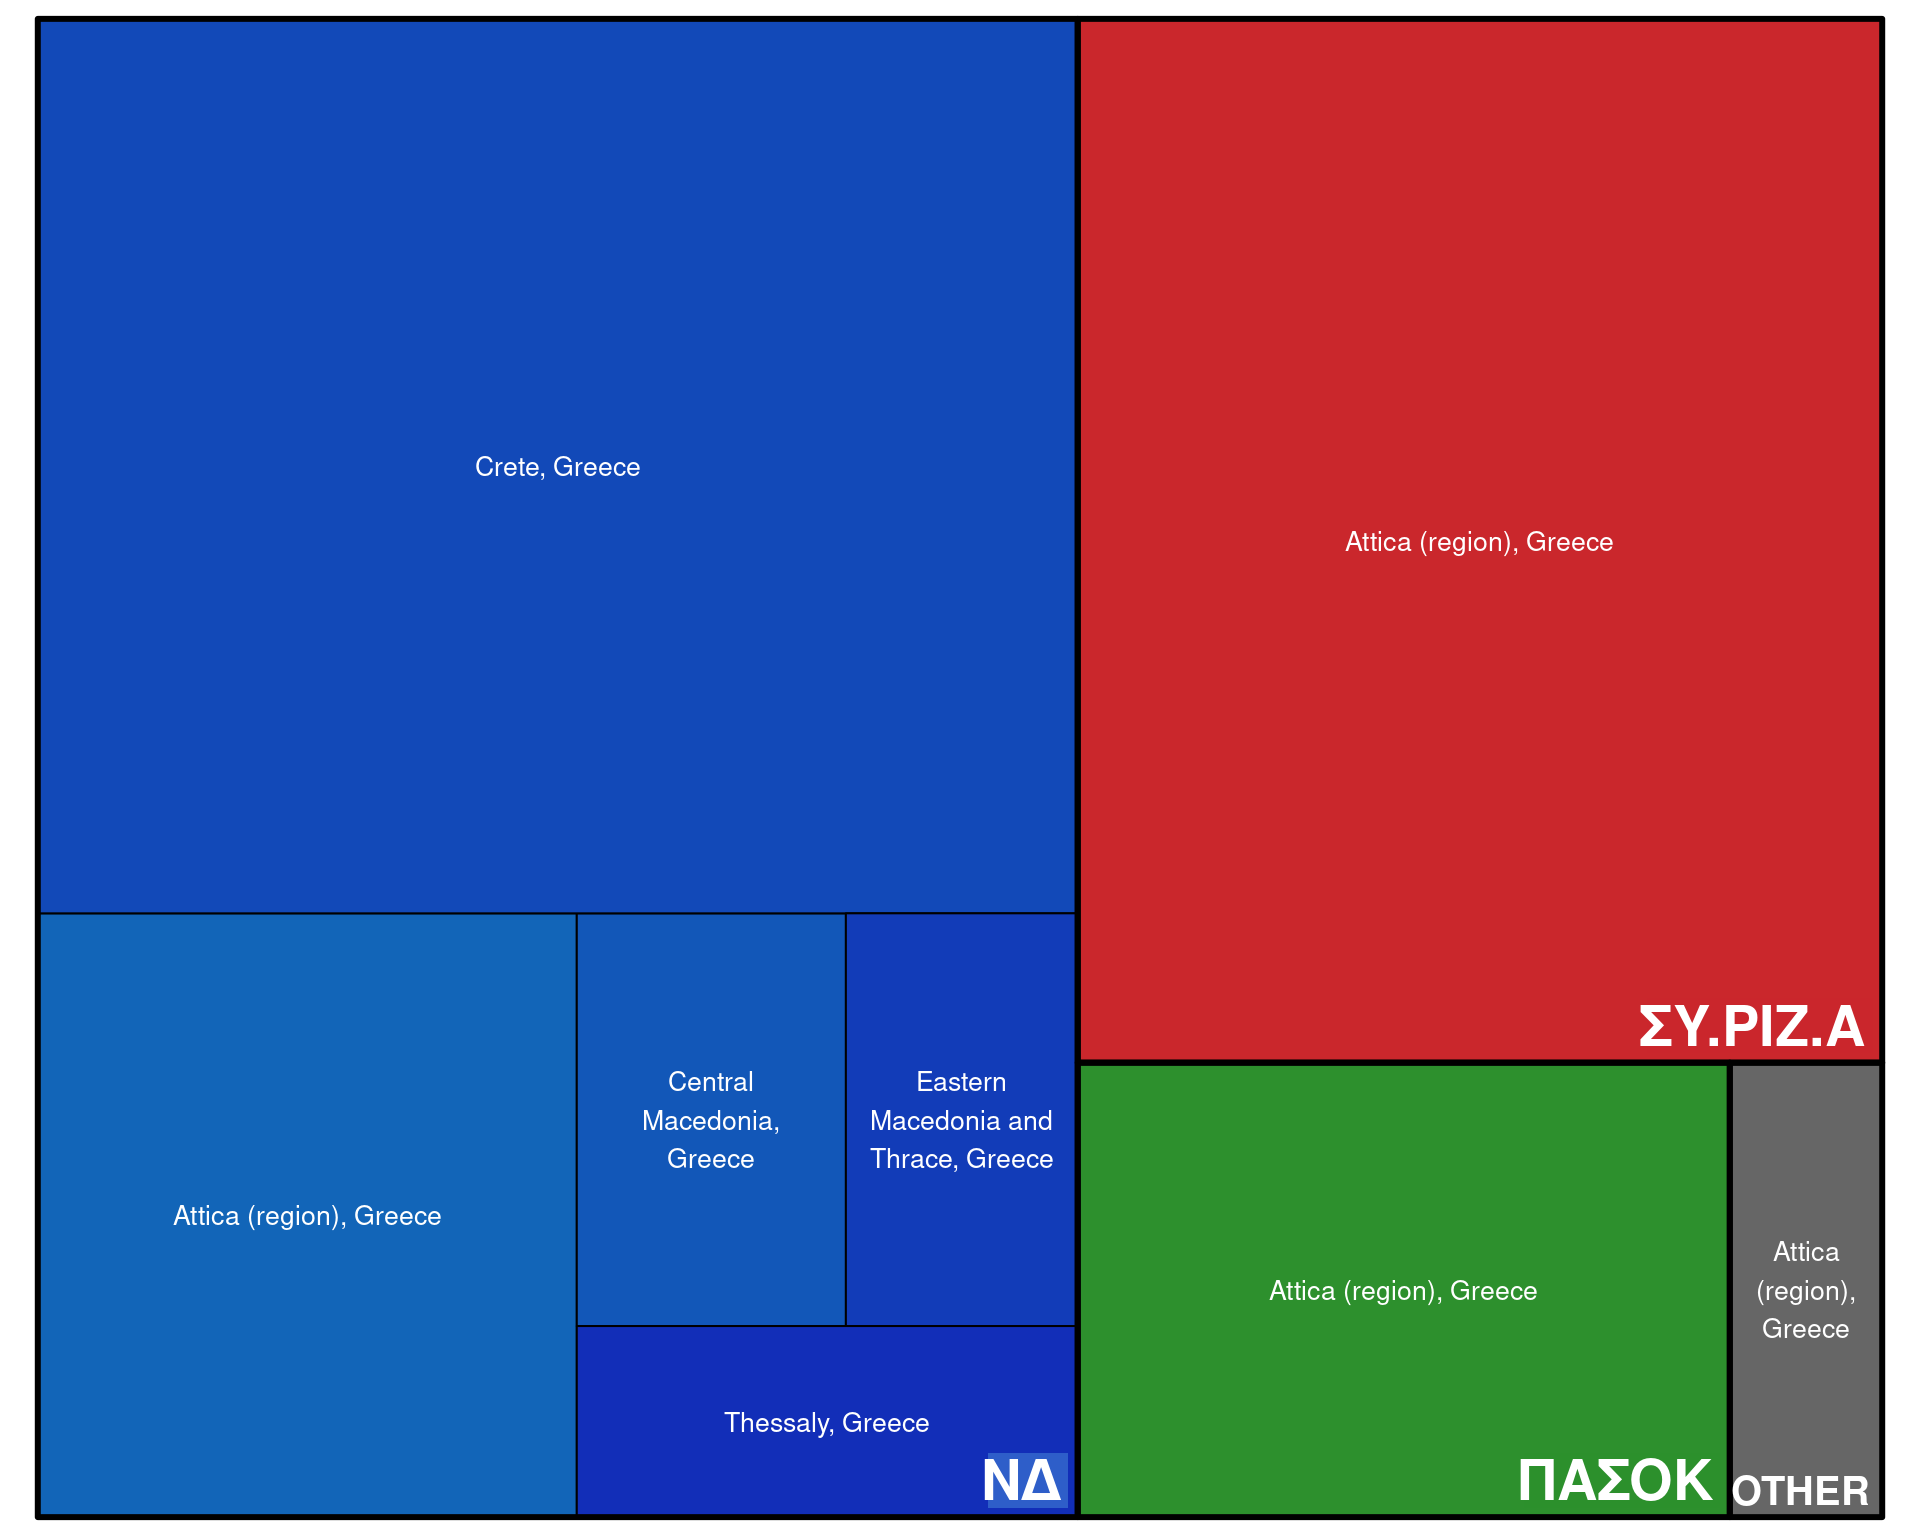 Crete, Greece
Attica (region), Greece
Central
Macedonia,
Greece
Eastern
Macedonia and
Thrace, Greece
Thessaly, Greece
ΝΔ
Attica (region), Greece
ΣΥ.ΡΙΖ.Α
Attica (region), Greece
ΠΑΣΟΚ
Attica
(region),
Greece
OTHER